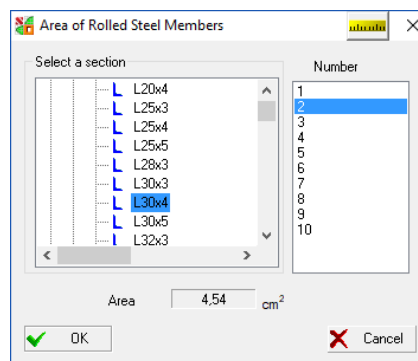 Area of Rolled Steel Members
Select a section
L20x4
L25x3
L25x4
L25x5
L28x3
L30x3
L30x4
L30x5
L32x3
Number
1
2
3
4
5
6
7
8
9
10
Area 4,54 cm²
OK
Cancel